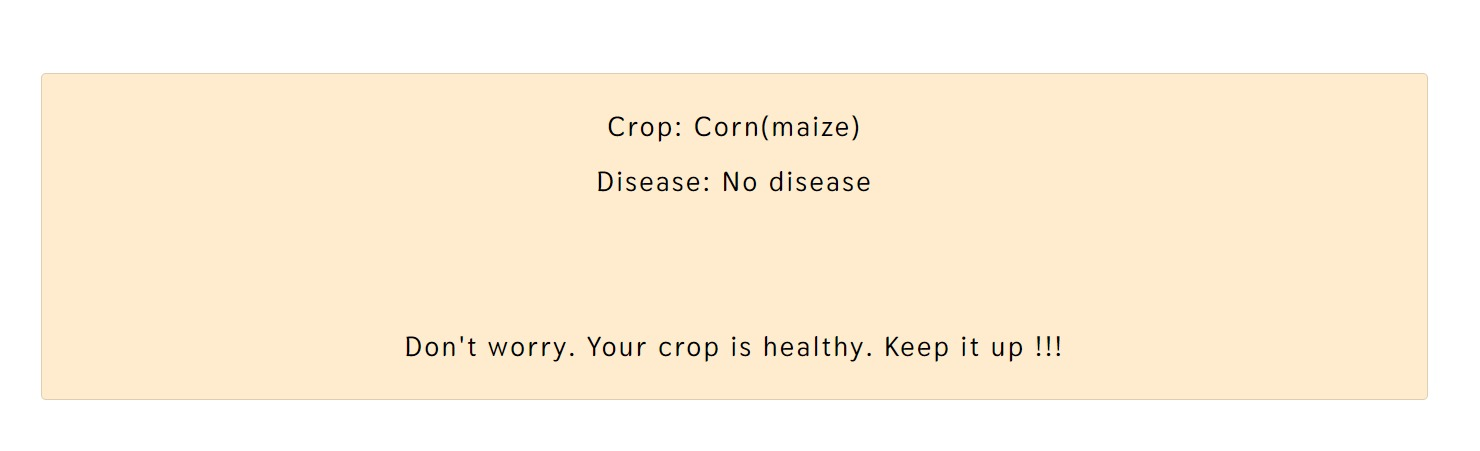 Crop: Corn(maize)
Disease: No disease
Don't worry. Your crop is healthy. Keep it up !!!